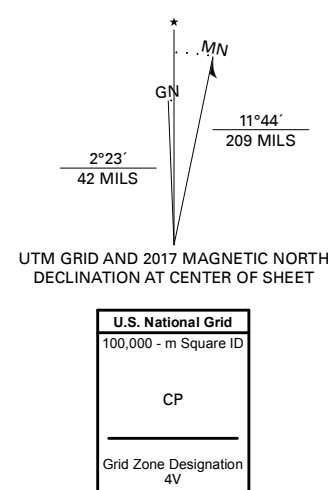 ★
MN
GN
11°44´
209 MILS
2°23´
42 MILS
UTM GRID AND 2017 MAGNETIC NORTH
DECLINATION AT CENTER OF SHEET
U.S. National Grid
100,000 - m Square ID
CP
Grid Zone Designation
4V